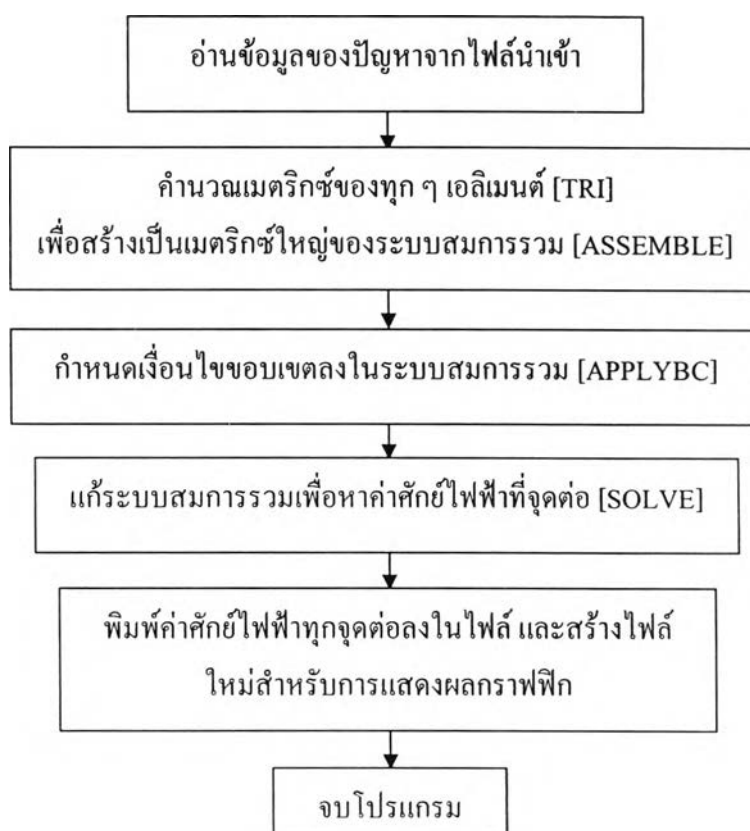 อ่านข้อมูลของปัญหาจากไฟล์นำเข้า
คำนวณเมตริกซ์ของทุก ๆ เอลิเมนต์ [TRI]
เพื่อสร้างเป็นเมตริกซ์ใหญ่ของระบบสมการรวม [ASSEMBLE]
กำหนดเงื่อนไขขอบเขตลงในระบบสมการรวม [APPLYBC]
แก้ระบบสมการรวมเพื่อหาค่าศักย์ไฟฟ้าที่จุดต่อ [SOLVE]
พิมพ์ค่าศักย์ไฟฟ้าทุกจุดต่อลงในไฟล์ และสร้างไฟล์
ใหม่สำหรับการแสดงผลกราฟฟิก
จบโปรแกรม